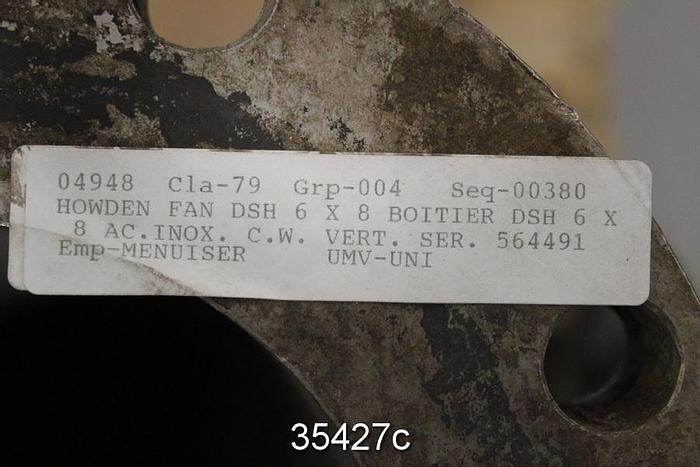 04948 Cla-79 Grp-004 Seq-00380
HOWDEN FAN DSH 6 X 8 BOITIER DSH 6 X
8 AC.INOX. C.W. VERT. SER. 564491
Emp-MENUISER UMV-UNI
35427c